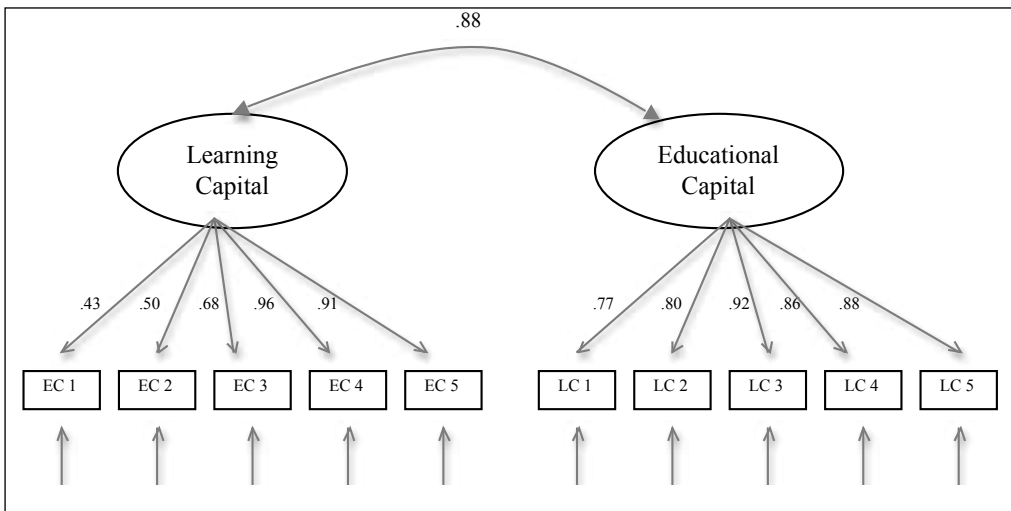 .88
Learning
Capital
Educational
Capital
.43 .50 .68 .96 .91
.77 .80 .92 .86 .88
EC 1 EC 2 EC 3 EC 4 EC 5
LC 1 LC 2 LC 3 LC 4 LC 5